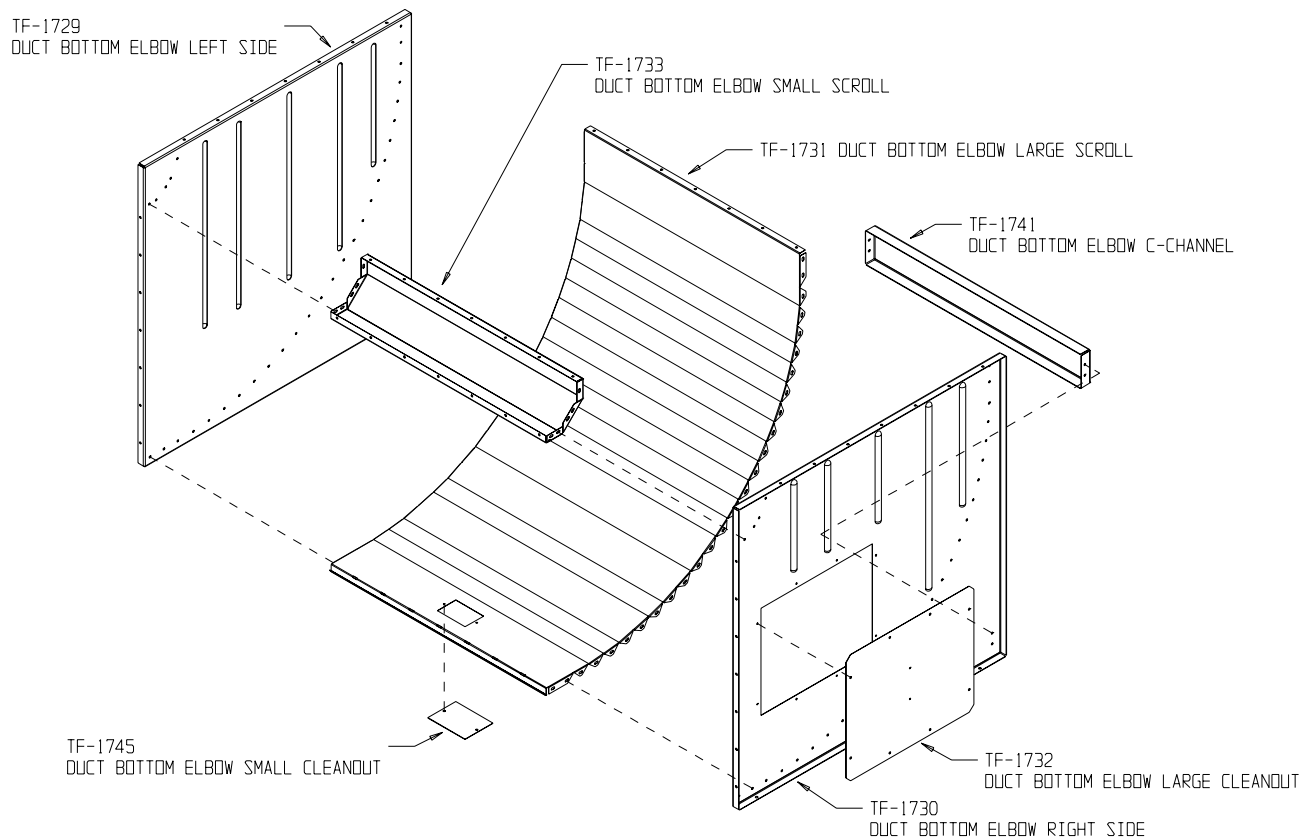 TF-1729
DUCT BOTTOM ELBOW LEFT SIDE
TF-1733
DUCT BOTTOM ELBOW SMALL SCROLL
TF-1731 DUCT BOTTOM ELBOW LARGE SCROLL
TF-1741
DUCT BOTTOM ELBOW C-CHANNEL
TF-1745
DUCT BOTTOM ELBOW SMALL CLEANOUT
TF-1732
DUCT BOTTOM ELBOW LARGE CLEANOUT
TF-1730
DUCT BOTTOM ELBOW RIGHT SIDE